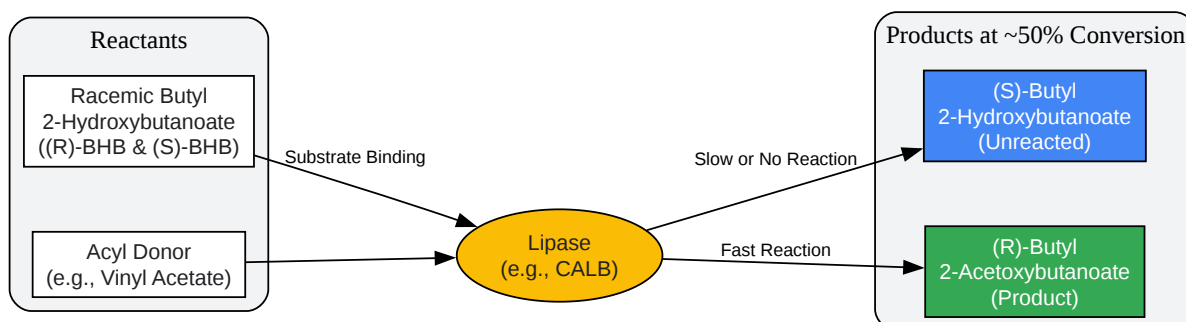 Reactants
Racemic Butyl
2-Hydroxybutanoate
((R)-BHB & (S)-BHB)
Acyl Donor
(e.g., Vinyl Acetate)
Substrate Binding
Lipase
(e.g., CALB)
Slow or No Reaction
Fast Reaction
Products at ~50% Conversion
(S)-Butyl
2-Hydroxybutanoate
(Unreacted)
(R)-Butyl
2-Acetoxybutanoate
(Product)